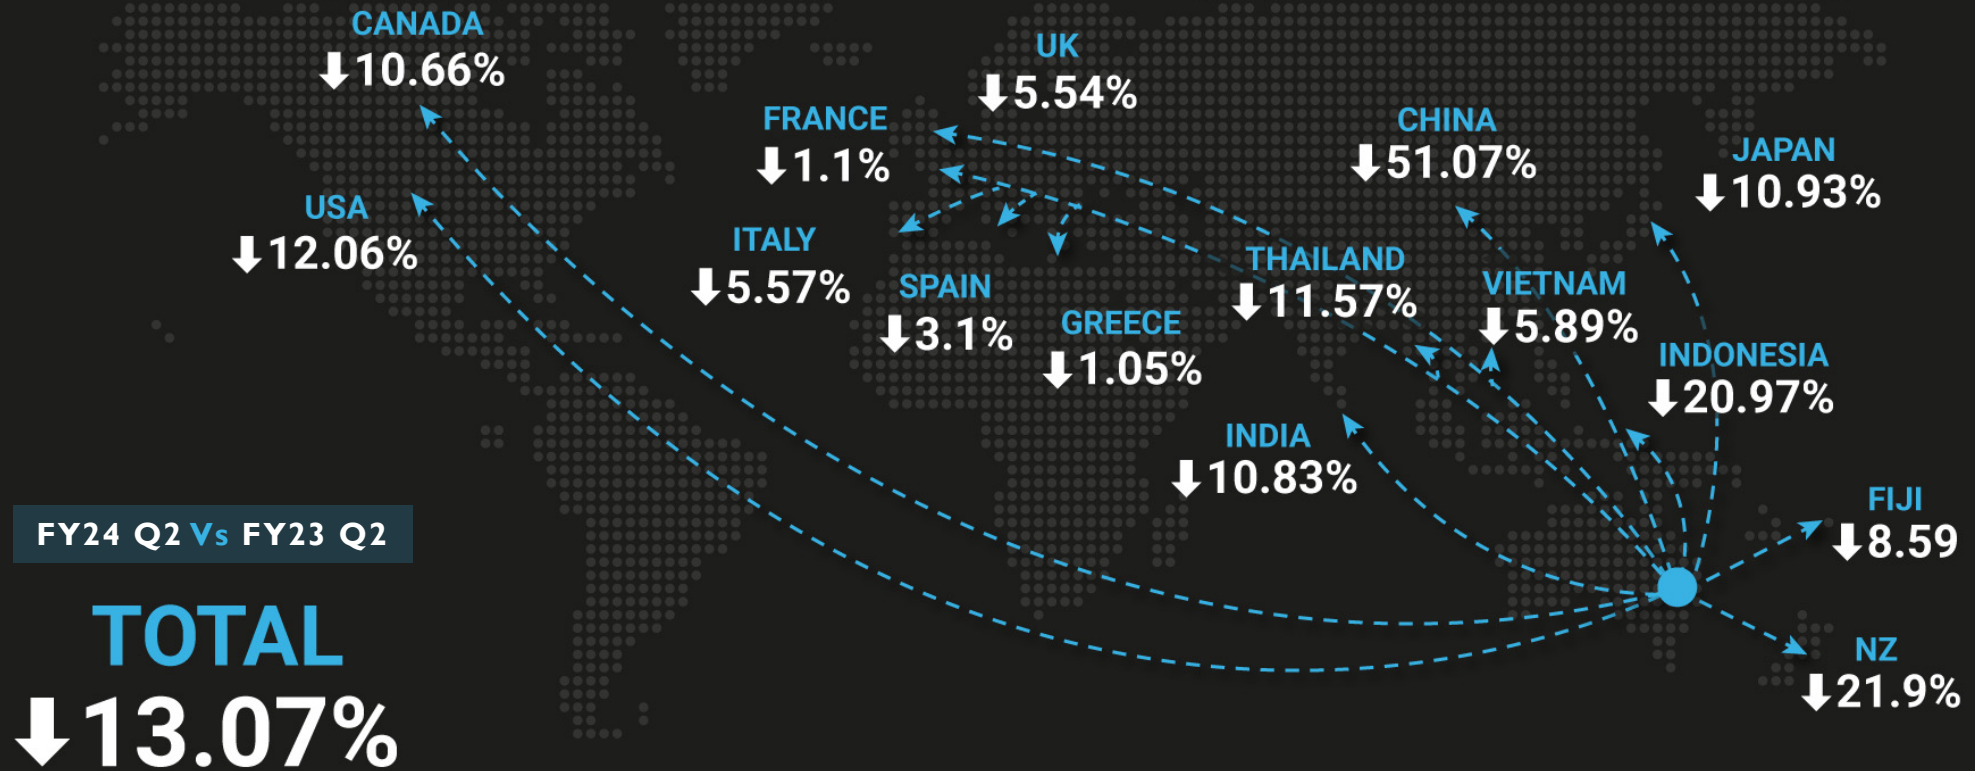 CANADA
⬇10.66%
UK
⬇5.54%
FRANCE
⬇1.1%
CHINA
⬇51.07%
JAPAN
⬇10.93%
USA
⬇12.06%
ITALY
⬇5.57%
SPAIN
⬇3.1%
GREECE
⬇1.05%
THAILAND
⬇11.57%
VIETNAM
⬇5.89%
INDONESIA
⬇20.97%
INDIA
⬇10.83%
FIJI
⬇8.59
NZ
⬇21.9%
FY24 Q2 Vs FY23 Q2
TOTAL
⬇13.07%